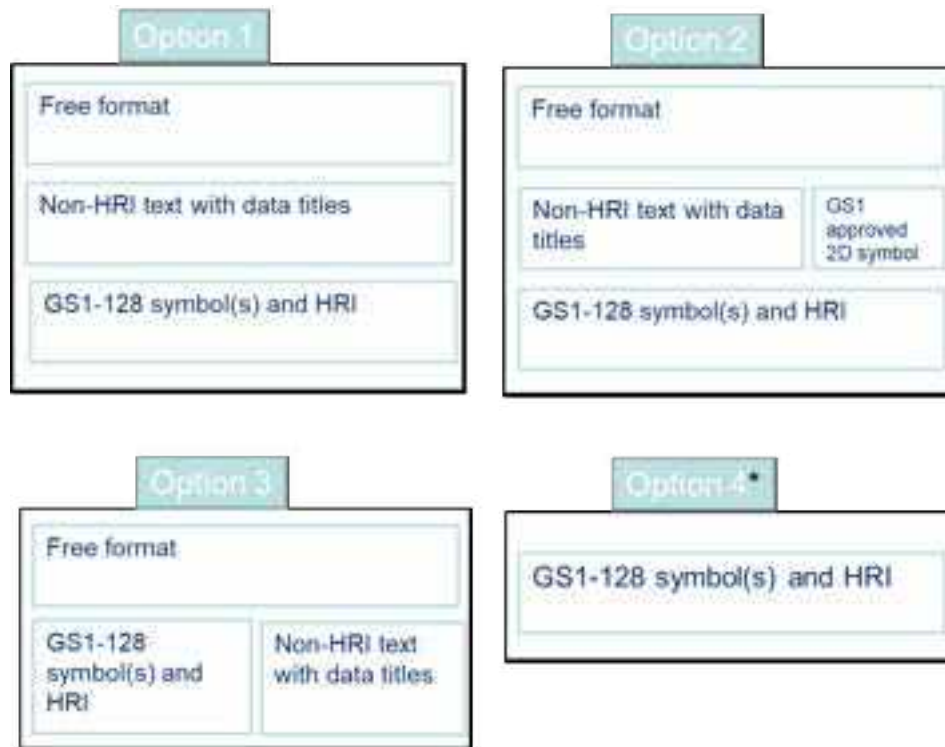 Option 1
Free format
Non-HRI text with data titles
GS1-128 symbol(s) and HRI
Option 2
Free format
Non-HRI text with data
titles
GS1
approved
2D symbol
GS1-128 symbol(s) and HRI
Option 3
Free format
GS1-128
symbol(s) and
HRI
Non-HRI text
with data titles
Option 4*
GS1-128 symbol(s) and HRI